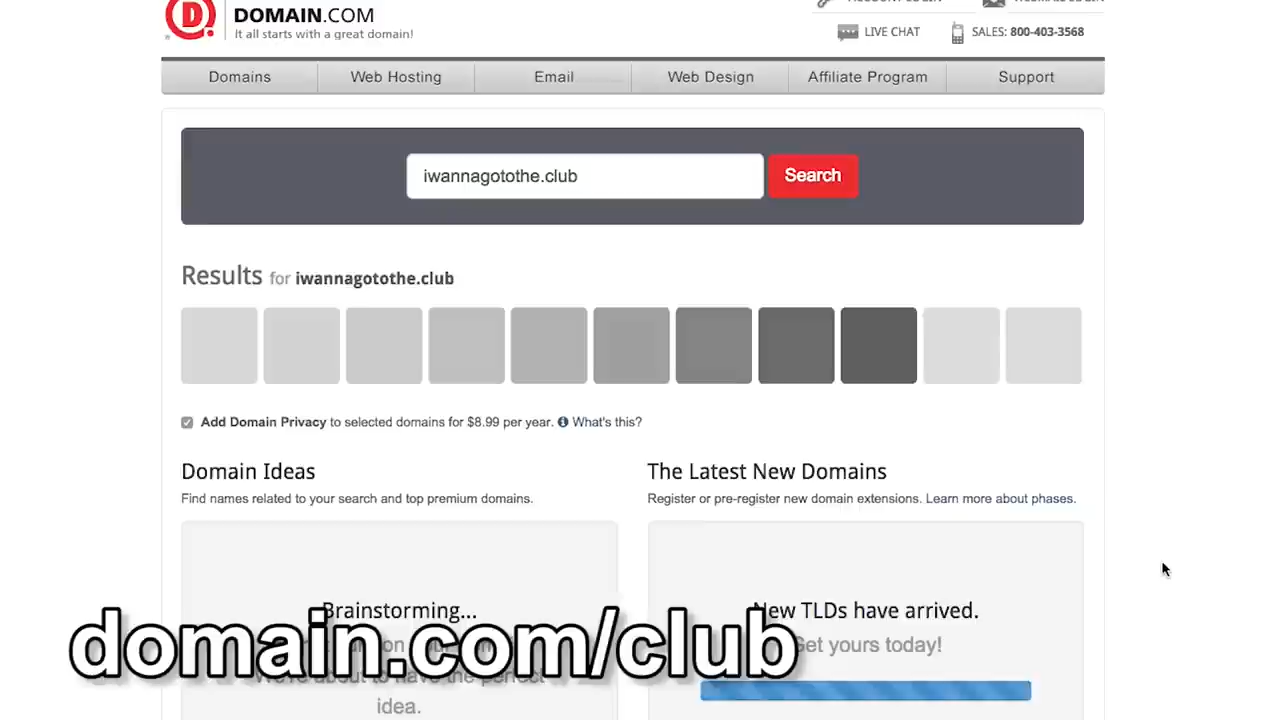 DOMAIN.COM
It all starts with a great domain!
LIVE CHAT
SALES: 800-403-3568
Domains
Web Hosting
Email
Web Design
Affiliate Program
Support
iwannagotothe.club
Search
Results for iwannagotothe.club
Add Domain Privacy to selected domains for $8.99 per year. What's this?
Domain Ideas
Find names related to your search and top premium domains.
The Latest New Domains
Register or pre-register new domain extensions. Learn more about phases.
Brainstorming...
idea.
New TLDs have arrived.
Get yours today!
domain.com/club